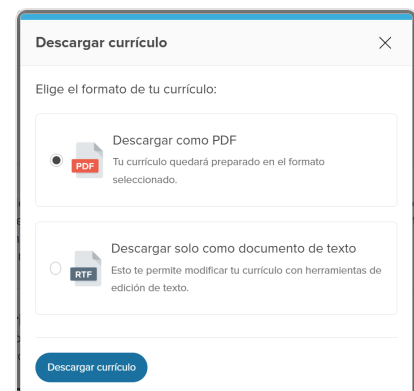 Descargar currículo
Elige el formato de tu currículo:
Descargar como PDF
PDF
Tu currículo quedará preparado en el formato
seleccionado.
Descargar solo como documento de texto
RTF
Esto te permite modificar tu currículo con herramientas de
edición de texto.
Descargar currículo